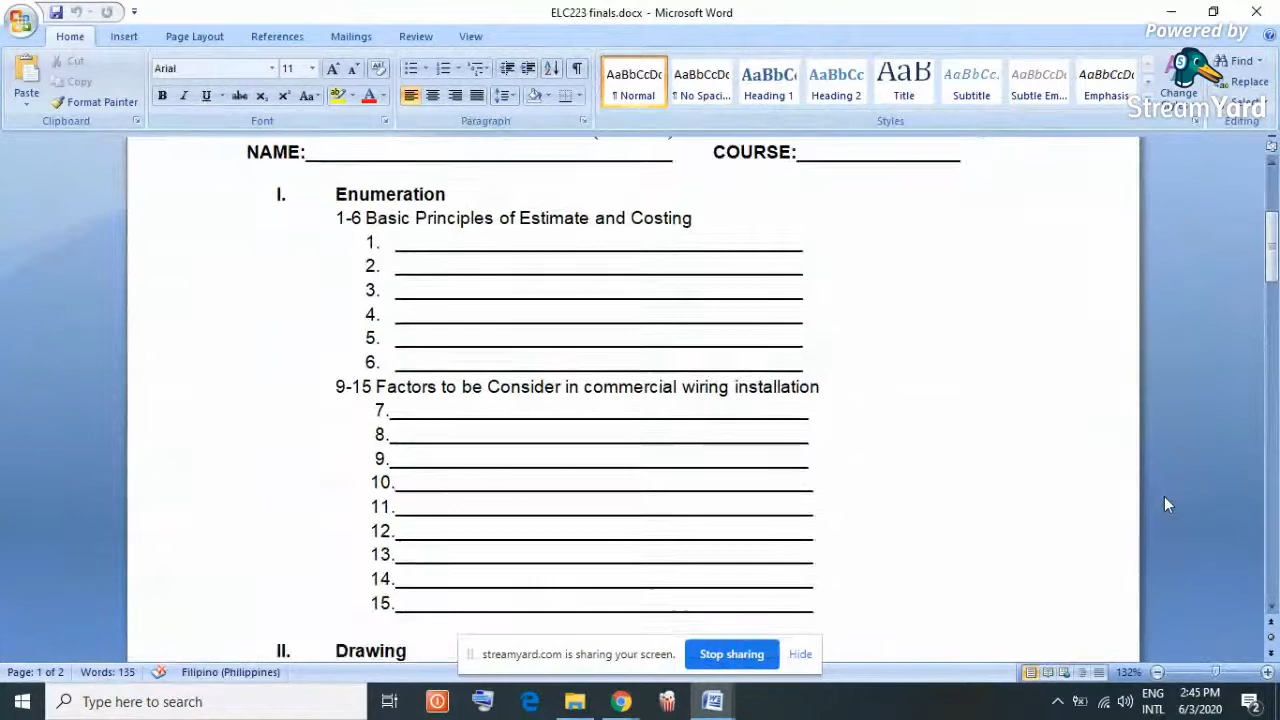 ELC223 finals.docx - Microsoft Word
Powered by
StreamYard
Home Insert Page Layout References Mailings Review View
Paste
Cut
Copy
Format Painter
Clipboard
Arial 11
Font
Paragraph
AaBbCcDc AaBbCcDc AaBbC AaBbCc AaB AaBbCc. AaBbCcDc AaBbCcDc
¶ Normal ¶ No Spaci... Heading 1 Heading 2 Title Subtitle Subtle Em... Emphasis
Change
Styles
Find
Replace
Editing
NAME: COURSE:
I. Enumeration
1-6 Basic Principles of Estimate and Costing
1.
2.
3.
4.
5.
6.
9-15 Factors to be Consider in commercial wiring installation
7.
8.
9.
10.
11.
12.
13.
14.
15.
II. Drawing
streamyard.com is sharing your screen. Stop sharing Hide
Page: 1 of 2 Words: 135 Filipino (Philippines) 132%
Type here to search
ENG
INTL
2:45 PM
6/3/2020
2